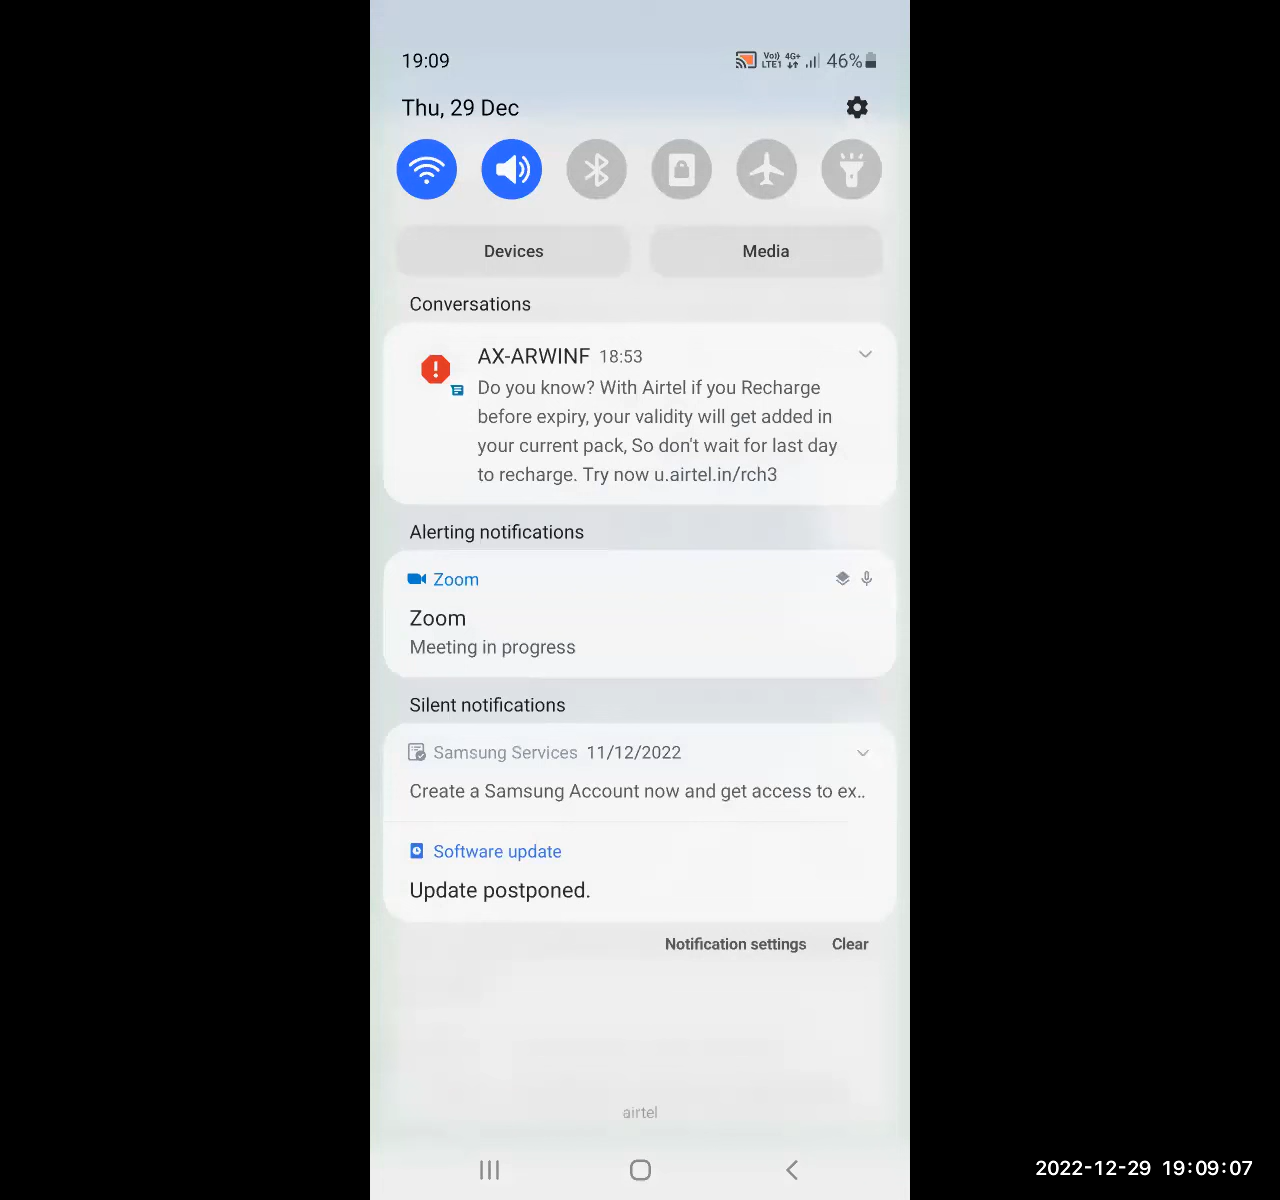 19:09
Vo)) LTE1 4G+ 46%
Thu, 29 Dec
Devices
Media
Conversations
AX-ARWINF 18:53
Do you know? With Airtel if you Recharge
before expiry, your validity will get added in
your current pack, So don't wait for last day
to recharge. Try now u.airtel.in/rch3
Alerting notifications
Zoom
Zoom
Meeting in progress
Silent notifications
Samsung Services 11/12/2022
Create a Samsung Account now and get access to ex..
Software update
Update postponed.
Notification settings Clear
airtel
2022-12-29 19:09:07